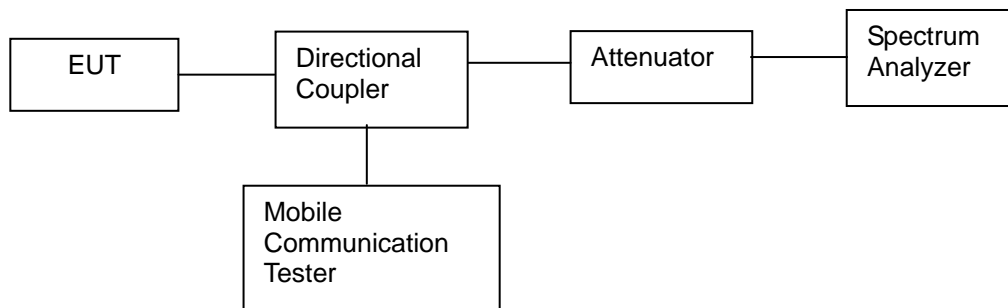 EUT
Directional
Coupler
Attenuator
Spectrum
Analyzer
Mobile
Communication
Tester